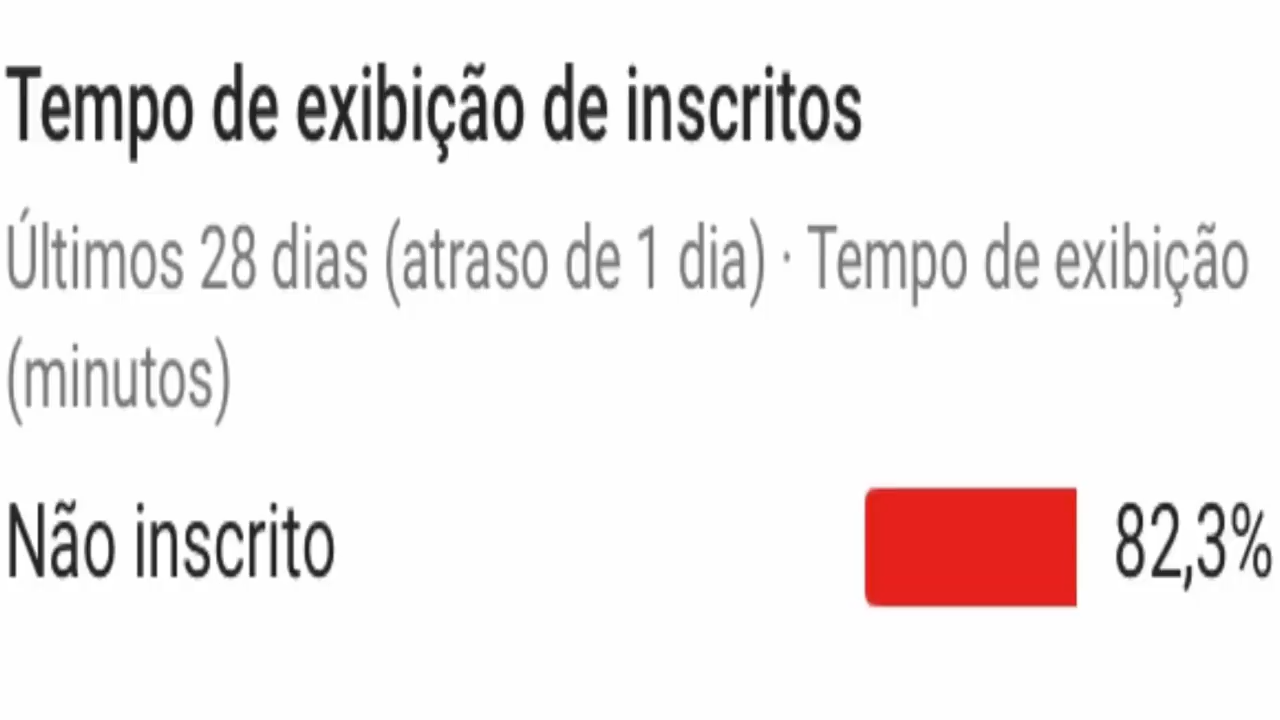 Tempo de exibição de inscritos
Últimos 28 dias (atraso de 1 dia) · Tempo de exibição
(minutos)
Não inscrito 82,3%